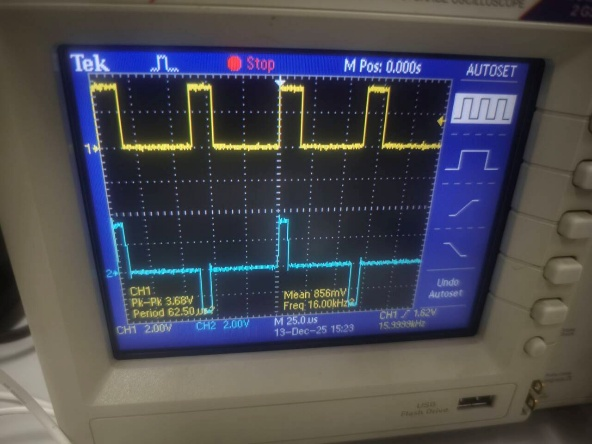 OSCILLOSCOPE
Tek Stop M Pos: 0.000s AUTOSET
1+
2+
CH1
Pk-Pk 3.68V Mean 856mV
Period 62.50µs Freq 16.00kHz
Undo
Autoset
CH1 2.00V CH2 2.00V M 25.0µs CH1 / 1.62V
13-Dec-25 15:23 15.9999kHz
USB
Flash Drive